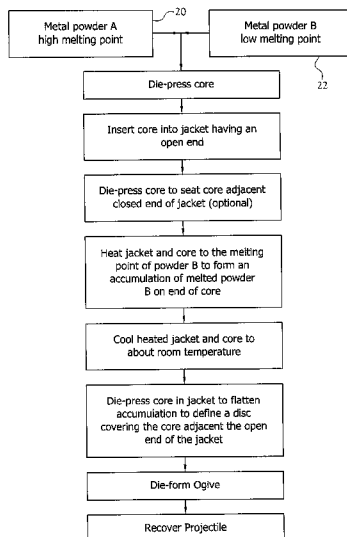 20
Metal powder A
high melting point
Metal powder B
low melting point
22
Die-press core
Insert core into jacket having an
open end
Die-press core to seat core adjacent
closed end of jacket (optional)
Heat jacket and core to the melting
point of powder B to form an
accumulation of melted powder
B on end of core
Cool heated jacket and core to
about room temperature
Die-press core in jacket to flatten
accumulation to define a disc
covering the core adjacent the open
end of the jacket
Die-form Ogive
Recover Projectile